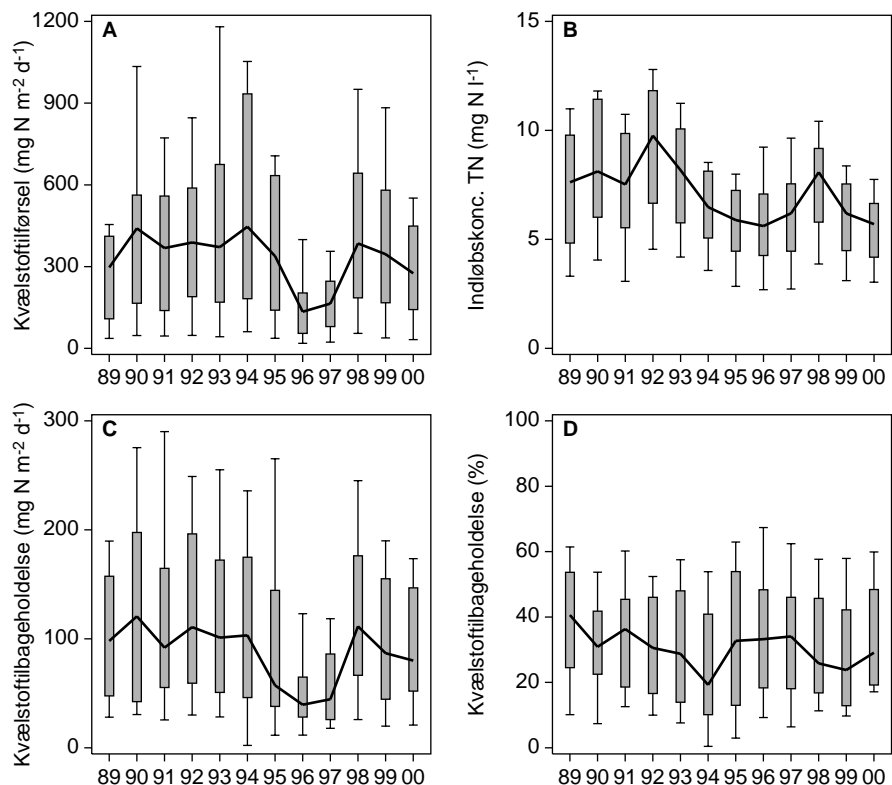 A
Kvælstoftilførsel (mg N m-2 d-1)
1200
900
600
300
0
89 90 91 92 93 94 95 96 97 98 99 00
B
Indløbskonc. TN (mg N l-1)
15
10
5
0
89 90 91 92 93 94 95 96 97 98 99 00
C
Kvælstoftilbageholdelse (mg N m-2 d-1)
300
200
100
0
89 90 91 92 93 94 95 96 97 98 99 00
D
Kvælstoftilbageholdelse (%)
100
80
60
40
20
0
89 90 91 92 93 94 95 96 97 98 99 00